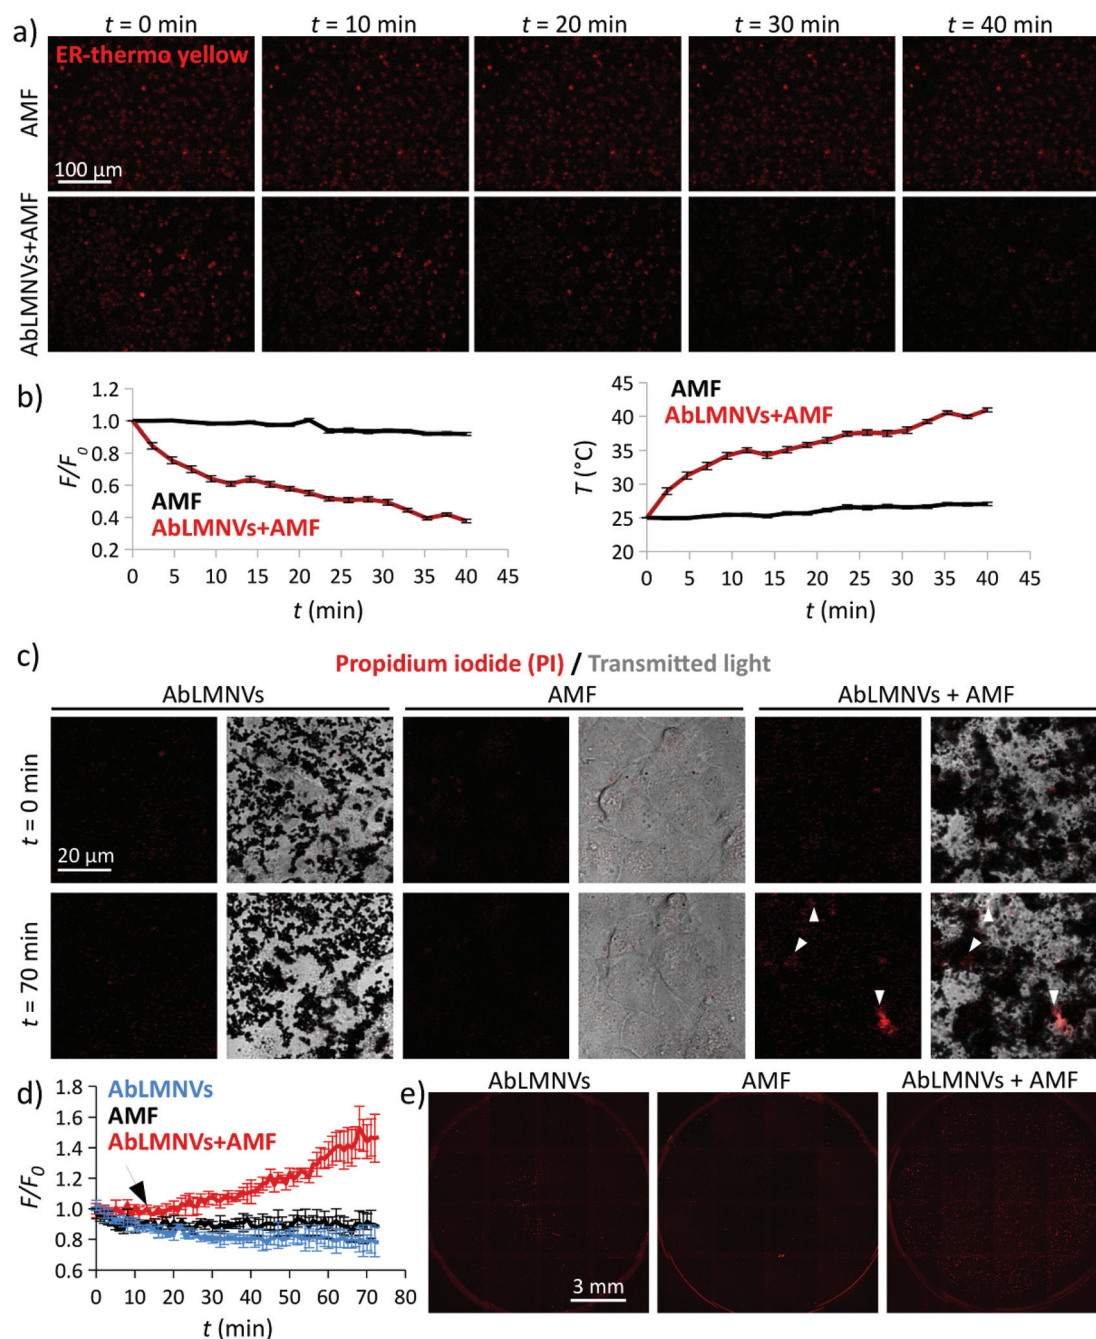 a)
t = 0 min t = 10 min t = 20 min t = 30 min t = 40 min
ER-thermo yellow
AMF
100 µm
AbLMNVs+AMF
b)
1.2
1.0
0.8
0.6
0.4
0.2
F/F0
AMF
AbLMNVs+AMF
0 5 10 15 20 25 30 35 40 45
t (min)
45
40
35
30
25
20
T (°C)
AMF
AbLMNVs+AMF
0 5 10 15 20 25 30 35 40 45
t (min)
c)
Propidium iodide (PI) / Transmitted light
AbLMNVs AMF AbLMNVs + AMF
t = 0 min
20 µm
t = 70 min
d)
1.8
1.6
1.4
1.2
1.0
0.8
0.6
F/F0
AbLMNVs
AMF
AbLMNVs+AMF
0 10 20 30 40 50 60 70 80
t (min)
e)
AbLMNVs AMF AbLMNVs + AMF
3 mm